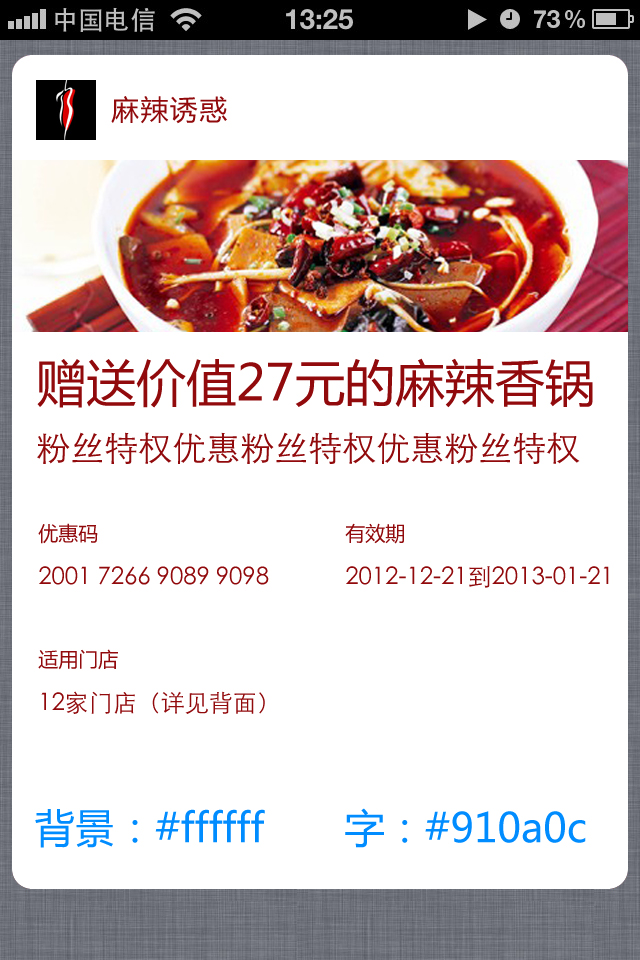 中国电信 13:25 73%
麻辣诱惑
赠送价值27元的麻辣香锅
粉丝特权优惠粉丝特权优惠粉丝特权
优惠码 有效期
2001 7266 9089 9098 2012-12-21到2013-01-21
适用门店
12家门店（详见背面）
背景：#ffffff 字：#910a0c